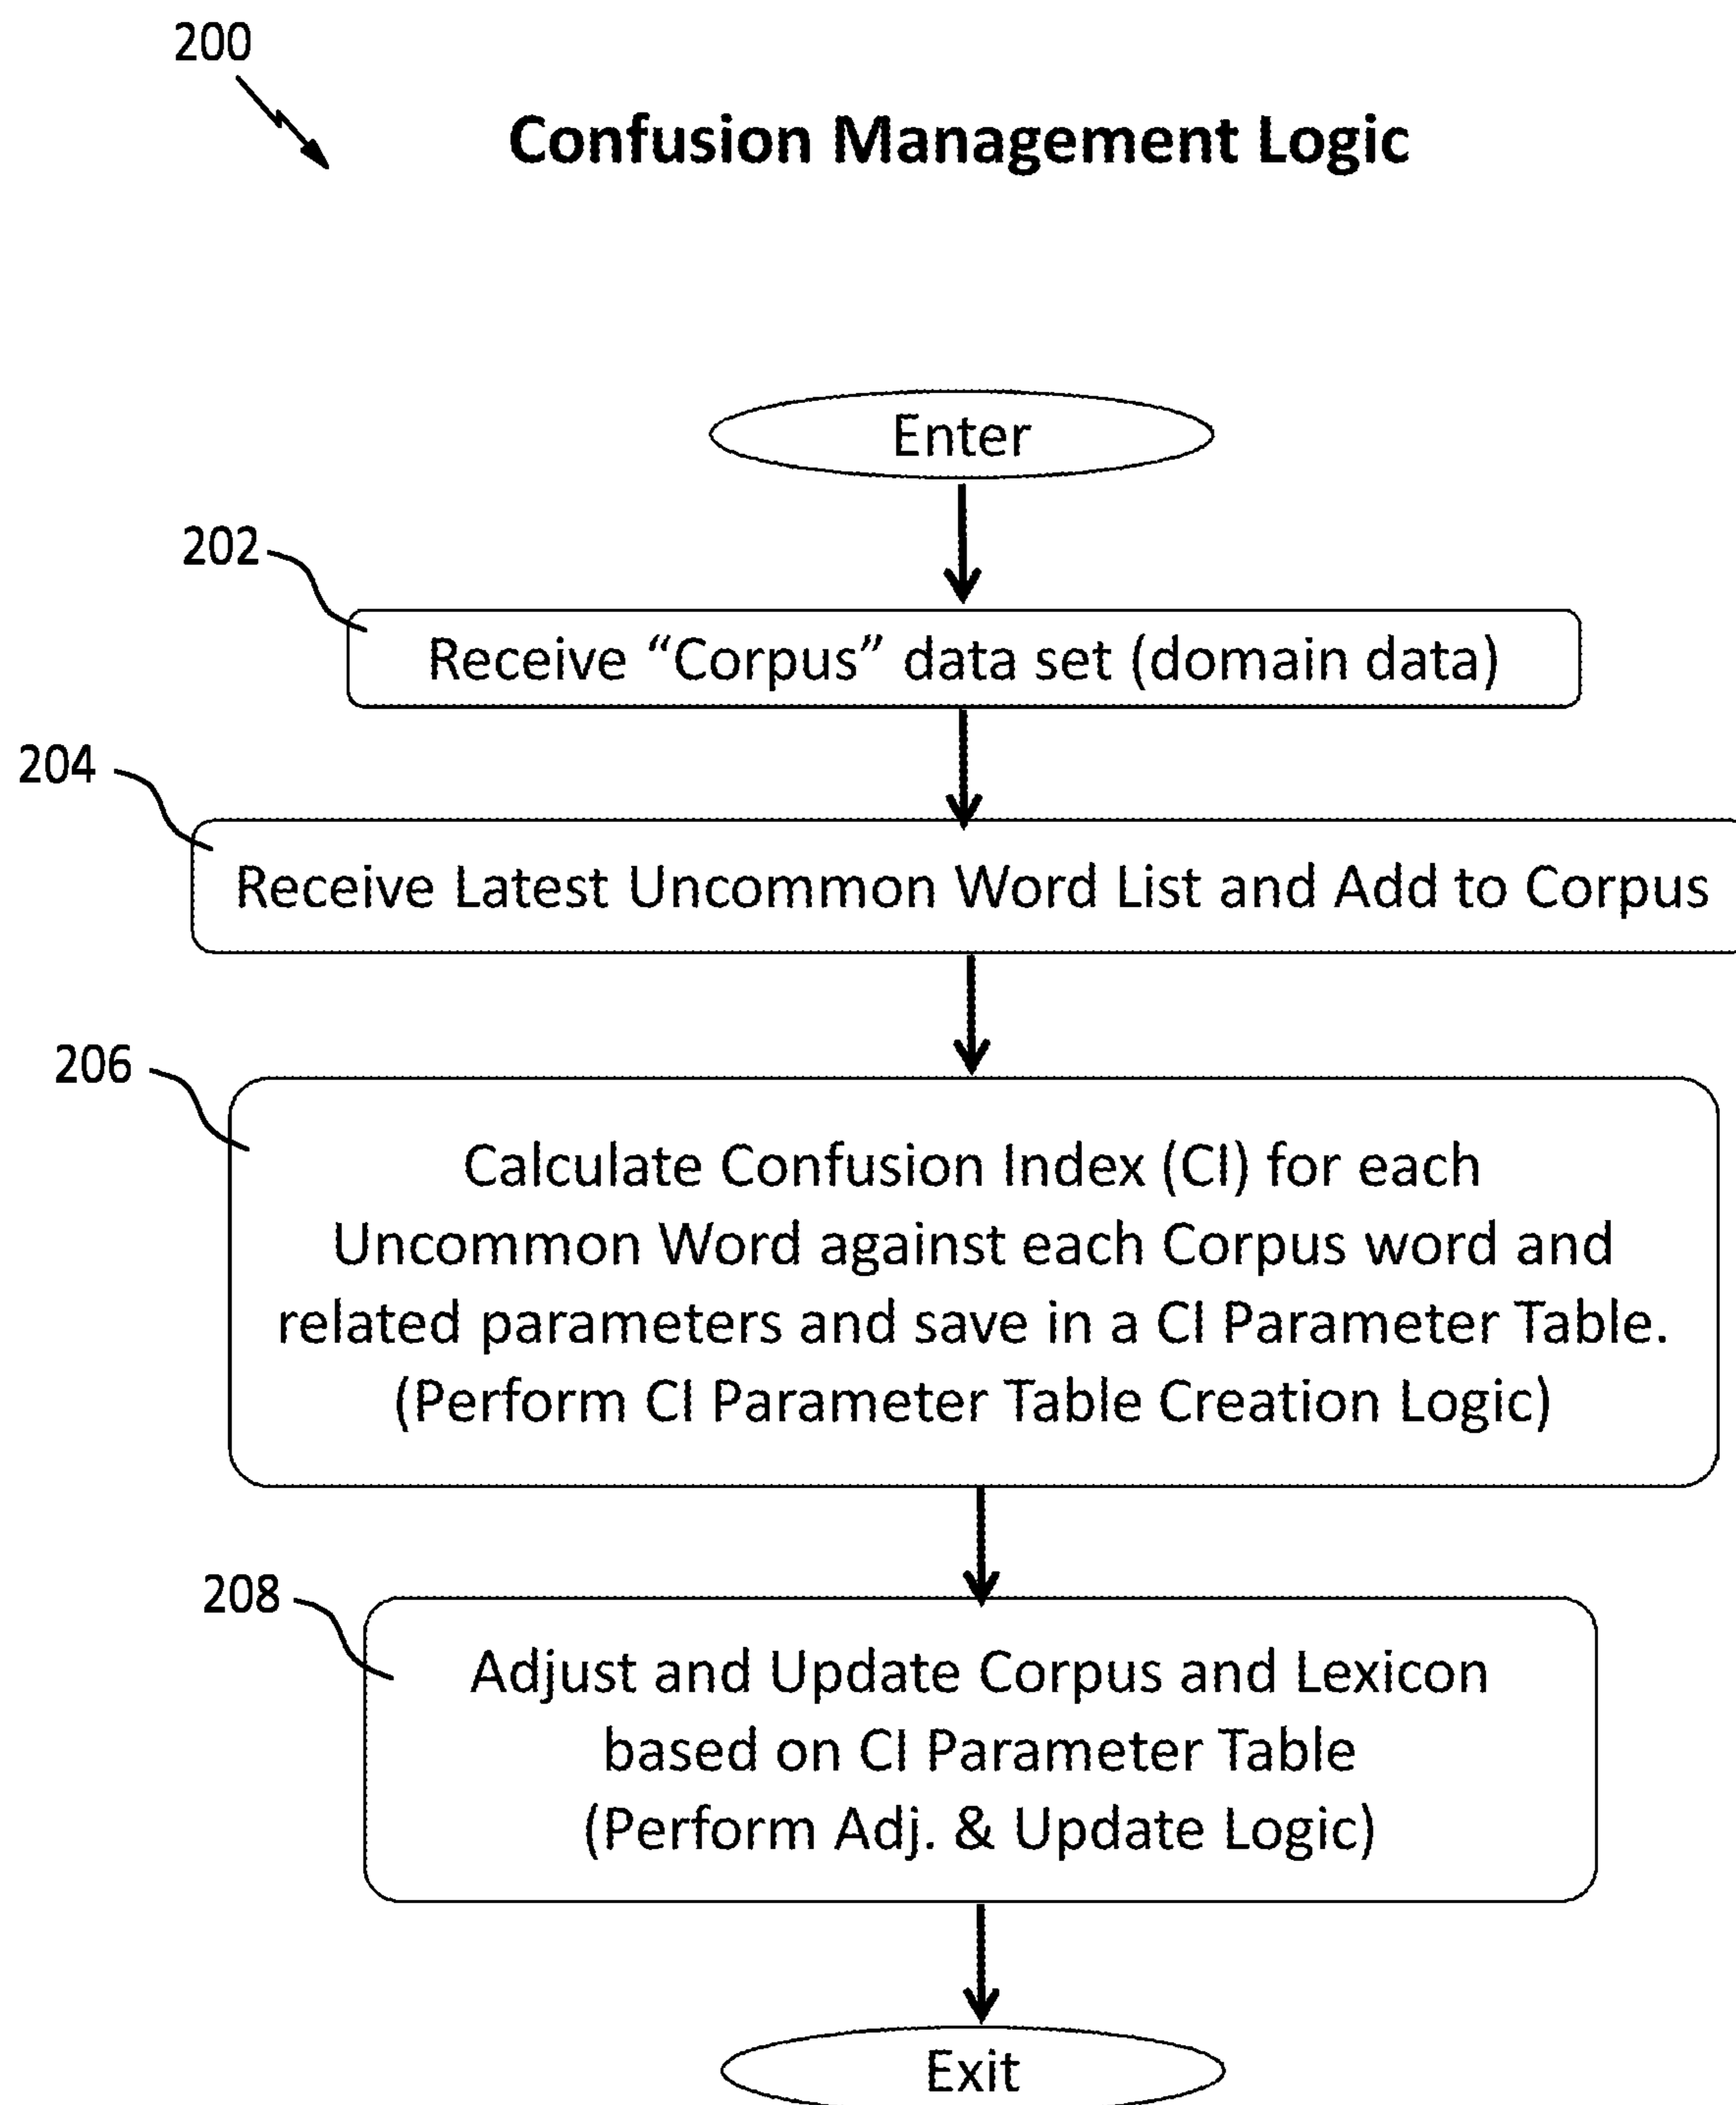 200
Confusion Management Logic
Enter
202
Receive “Corpus” data set (domain data)
204
Receive Latest Uncommon Word List and Add to Corpus
206
Calculate Confusion Index (CI) for each
Uncommon Word against each Corpus word and
related parameters and save in a CI Parameter Table.
(Perform CI Parameter Table Creation Logic)
208
Adjust and Update Corpus and Lexicon
based on CI Parameter Table
(Perform Adj. & Update Logic)
Exit